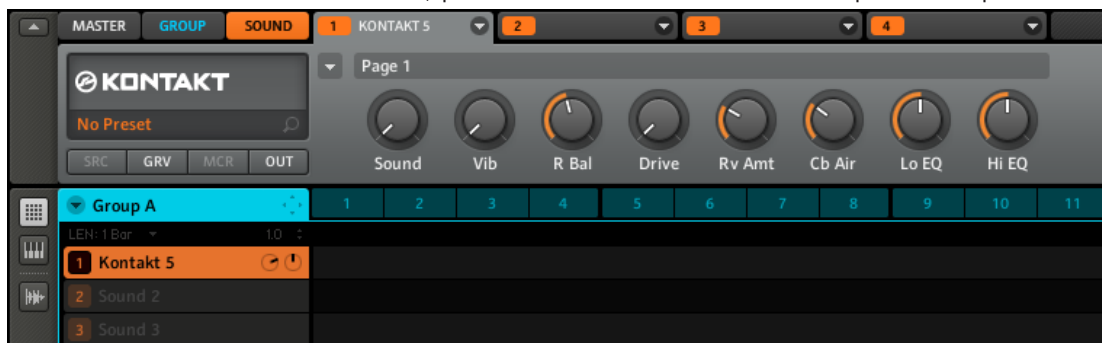 MASTER GROUP SOUND 1 KONTAKT 5 2 3 4
KONTAKT
Page 1
No Preset
SRC GRV MCR OUT
Sound Vib R Bal Drive Rv Amt Cb Air Lo EQ Hi EQ
Group A 1 2 3 4 5 6 7 8 9 10 11
LEN: 1 Bar 1.0
1 Kontakt 5
2 Sound 2
3 Sound 3